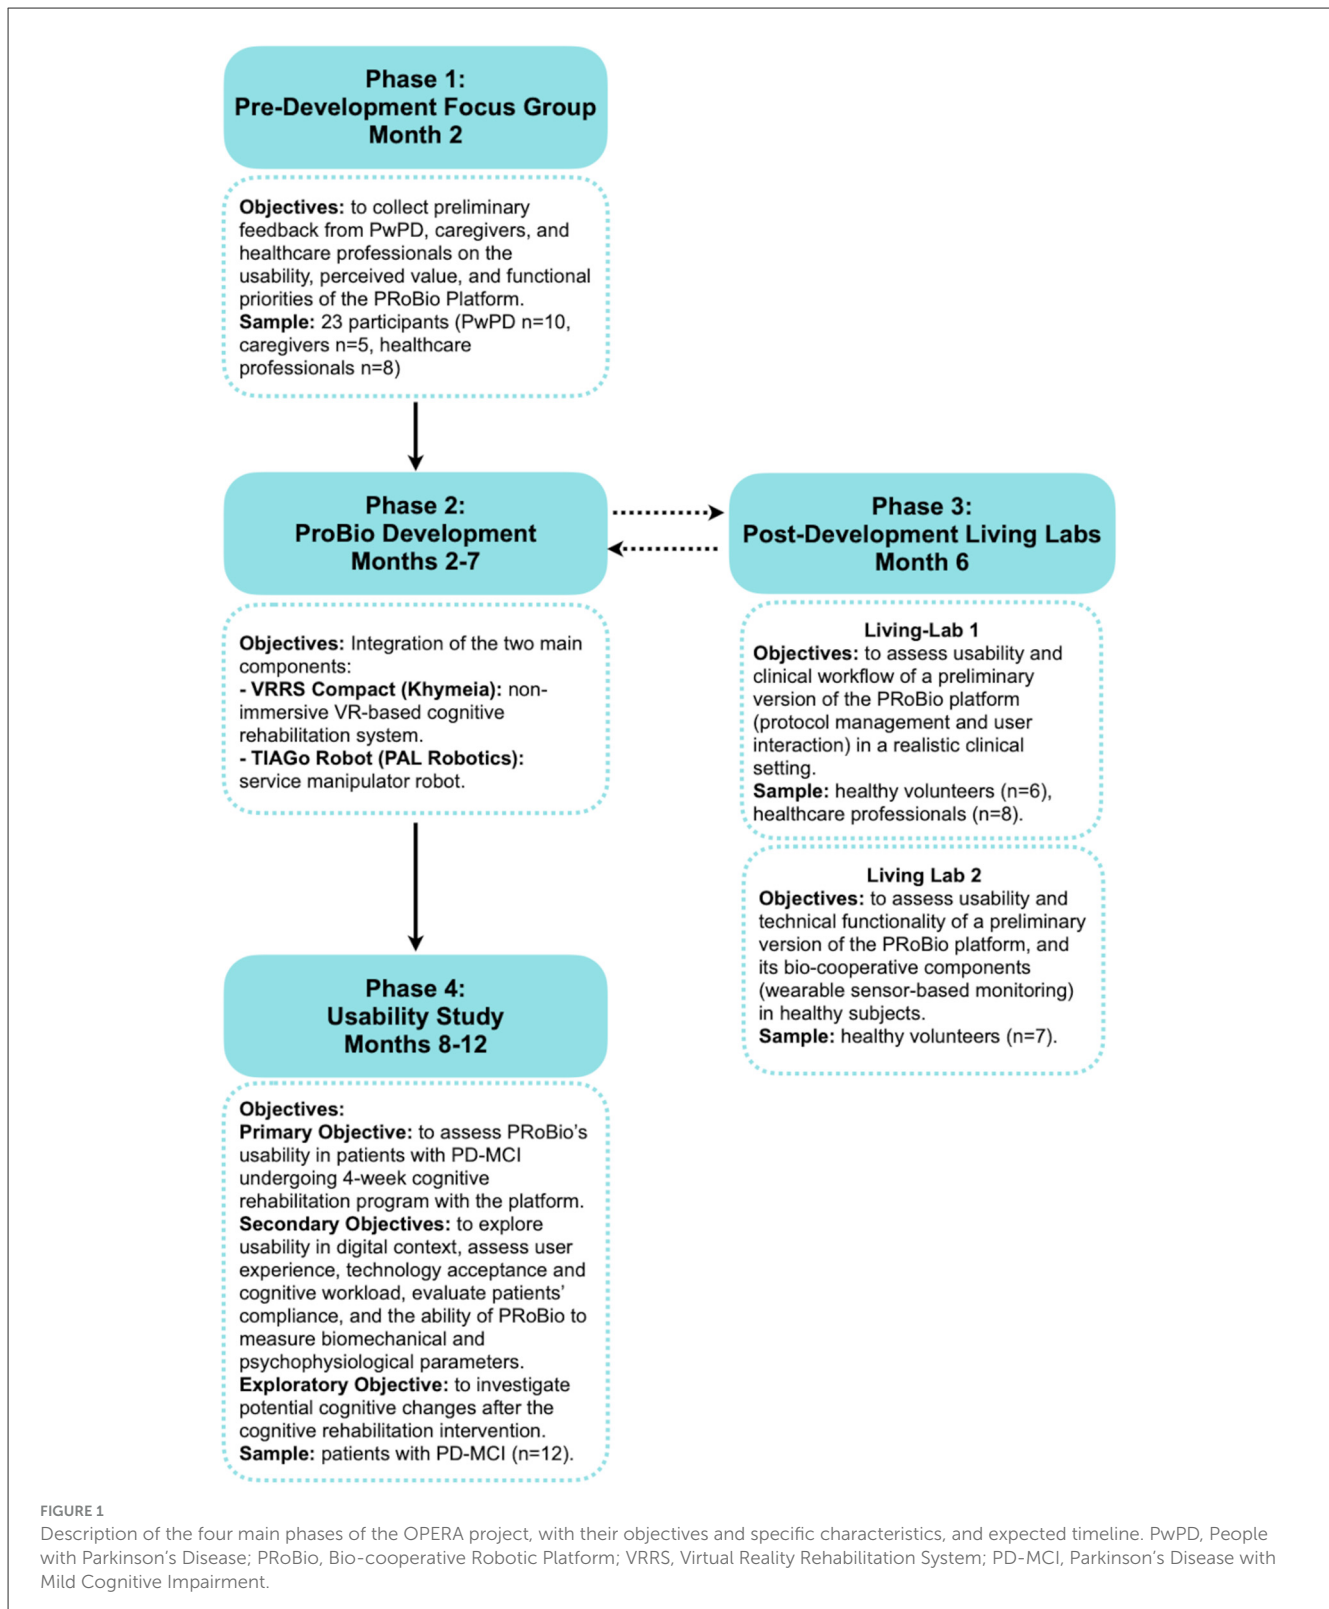 Phase 1:
Pre-Development Focus Group
Month 2
Objectives: to collect preliminary
feedback from PwPD, caregivers, and
healthcare professionals on the
usability, perceived value, and functional
priorities of the PRoBio Platform.
Sample: 23 participants (PwPD n=10,
caregivers n=5, healthcare
professionals n=8)
Phase 2:
ProBio Development
Months 2-7
Objectives: Integration of the two main
components:
- VRRS Compact (Khymeia): non-
immersive VR-based cognitive
rehabilitation system.
- TIAGo Robot (PAL Robotics):
service manipulator robot.
Phase 3:
Post-Development Living Labs
Month 6
Living-Lab 1
Objectives: to assess usability and
clinical workflow of a preliminary
version of the PRoBio platform
(protocol management and user
interaction) in a realistic clinical
setting.
Sample: healthy volunteers (n=6),
healthcare professionals (n=8).
Living Lab 2
Objectives: to assess usability and
technical functionality of a preliminary
version of the PRoBio platform, and
its bio-cooperative components
(wearable sensor-based monitoring)
in healthy subjects.
Sample: healthy volunteers (n=7).
Phase 4:
Usability Study
Months 8-12
Objectives:
Primary Objective: to assess PRoBio's
usability in patients with PD-MCI
undergoing 4-week cognitive
rehabilitation program with the platform.
Secondary Objectives: to explore
usability in digital context, assess user
experience, technology acceptance and
cognitive workload, evaluate patients'
compliance, and the ability of PRoBio to
measure biomechanical and
psychophysiological parameters.
Exploratory Objective: to investigate
potential cognitive changes after the
cognitive rehabilitation intervention.
Sample: patients with PD-MCI (n=12).
FIGURE 1
Description of the four main phases of the OPERA project, with their objectives and specific characteristics, and expected timeline. PwPD, People
with Parkinson's Disease; PRoBio, Bio-cooperative Robotic Platform; VRRS, Virtual Reality Rehabilitation System; PD-MCI, Parkinson's Disease with
Mild Cognitive Impairment.